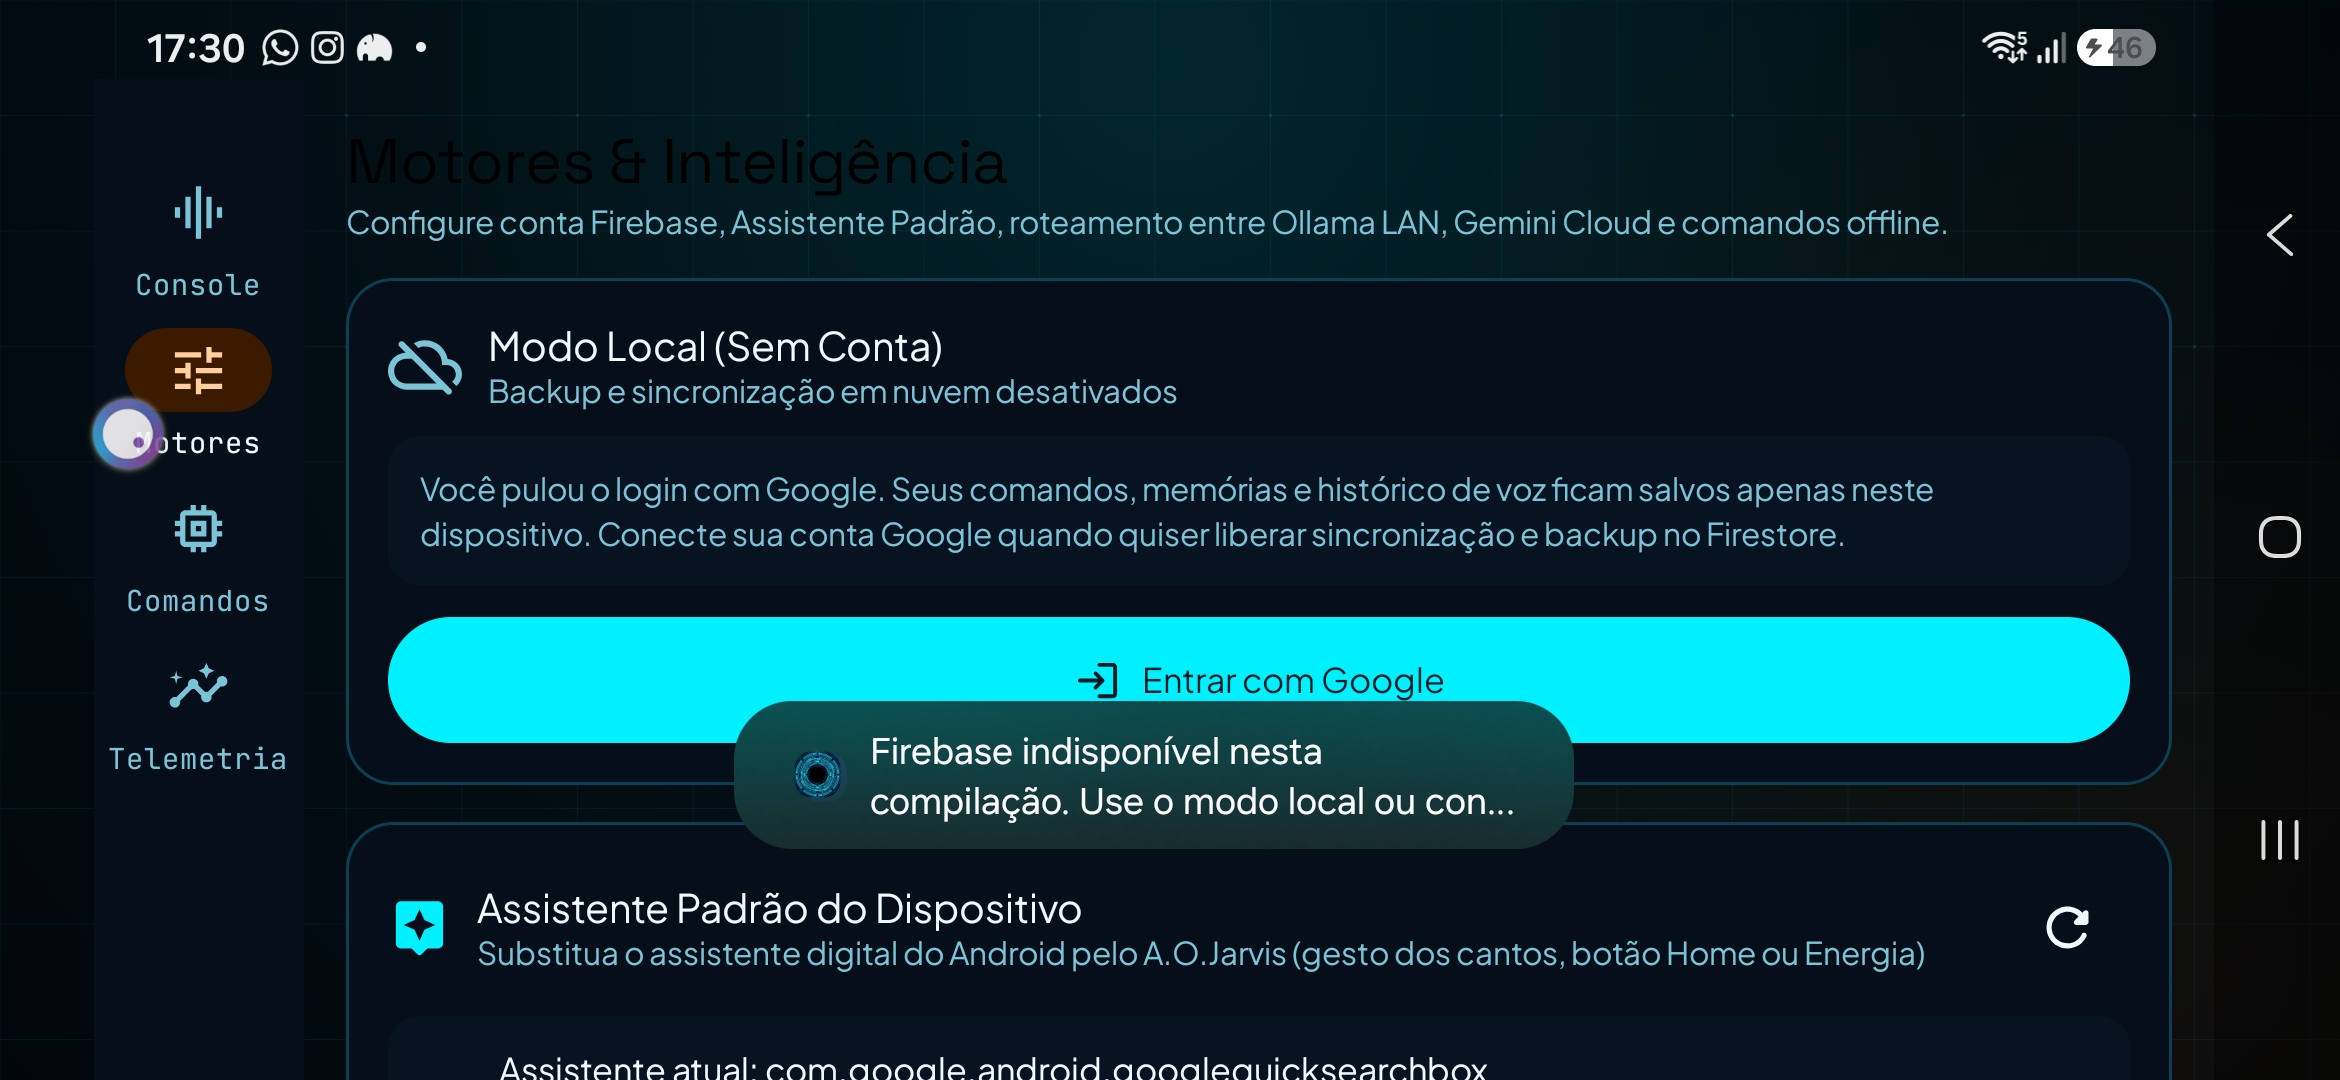 17:30
5
46
Motores & Inteligência
Configure conta Firebase, Assistente Padrão, roteamento entre Ollama LAN, Gemini Cloud e comandos offline.
Console
Motores
Comandos
Telemetria
Modo Local (Sem Conta)
Backup e sincronização em nuvem desativados
Você pulou o login com Google. Seus comandos, memórias e histórico de voz ficam salvos apenas neste
dispositivo. Conecte sua conta Google quando quiser liberar sincronização e backup no Firestore.
Entrar com Google
Firebase indisponível nesta
compilação. Use o modo local ou con...
Assistente Padrão do Dispositivo
Substitua o assistente digital do Android pelo A.O.Jarvis (gesto dos cantos, botão Home ou Energia)
Assistente atual: com.google.android.googlequicksearchbox